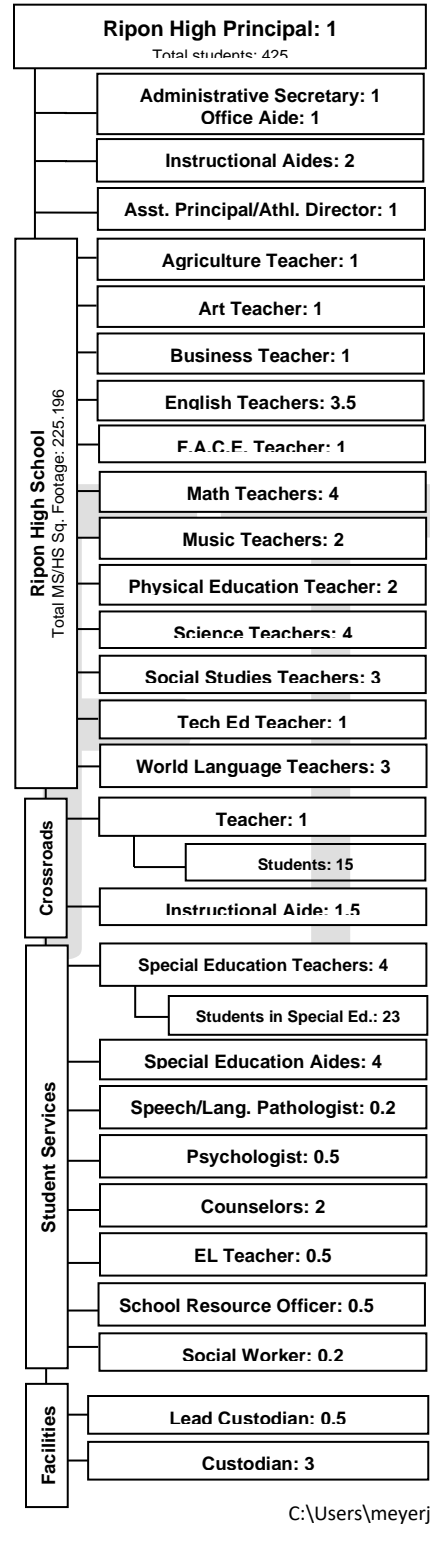 Ripon High Principal: 1
Total students: 425
Administrative Secretary: 1
Office Aide: 1
Instructional Aides: 2
Asst. Principal/Athl. Director: 1
Ripon High School
Total MS/HS Sq. Footage: 225.196
Agriculture Teacher: 1
Art Teacher: 1
Business Teacher: 1
English Teachers: 3.5
F.A.C.E. Teacher: 1
Math Teachers: 4
Music Teachers: 2
Physical Education Teacher: 2
Science Teachers: 4
Social Studies Teachers: 3
Tech Ed Teacher: 1
World Language Teachers: 3
Crossroads
Teacher: 1
Students: 15
Instructional Aide: 1.5
Student Services
Special Education Teachers: 4
Students in Special Ed.: 23
Special Education Aides: 4
Speech/Lang. Pathologist: 0.2
Psychologist: 0.5
Counselors: 2
EL Teacher: 0.5
School Resource Officer: 0.5
Social Worker: 0.2
Facilities
Lead Custodian: 0.5
Custodian: 3
C:\Users\meyerj